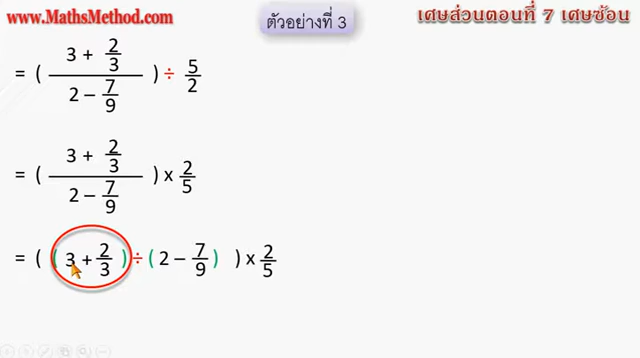 www.MathsMethod.com
ตัวอย่างที่ 3
เศษส่วนตอนที่ 7 เศษซ้อน
= ( (3 + 2/3) / (2 – 7/9) ) ÷ 5/2
= ( (3 + 2/3) / (2 – 7/9) ) x 2/5
= ( ( 3 + 2/3 ) ÷ ( 2 – 7/9 ) ) x 2/5